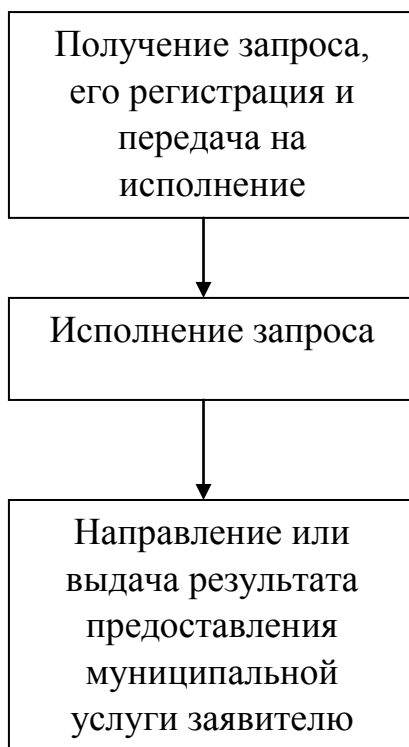 Получение запроса,
его регистрация и
передача на
исполнение
Исполнение запроса
Направление или
выдача результата
предоставления
муниципальной
услуги заявителю